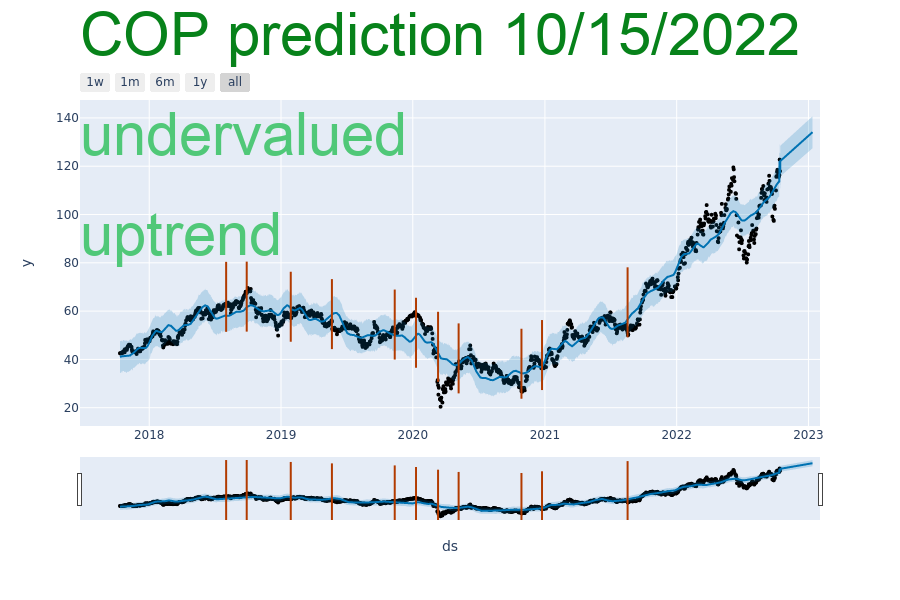 COP prediction 10/15/2022
1w 1m 6m 1y all
undervalued
uptrend
140
120
100
80
60
40
20
y
2018 2019 2020 2021 2022 2023
ds